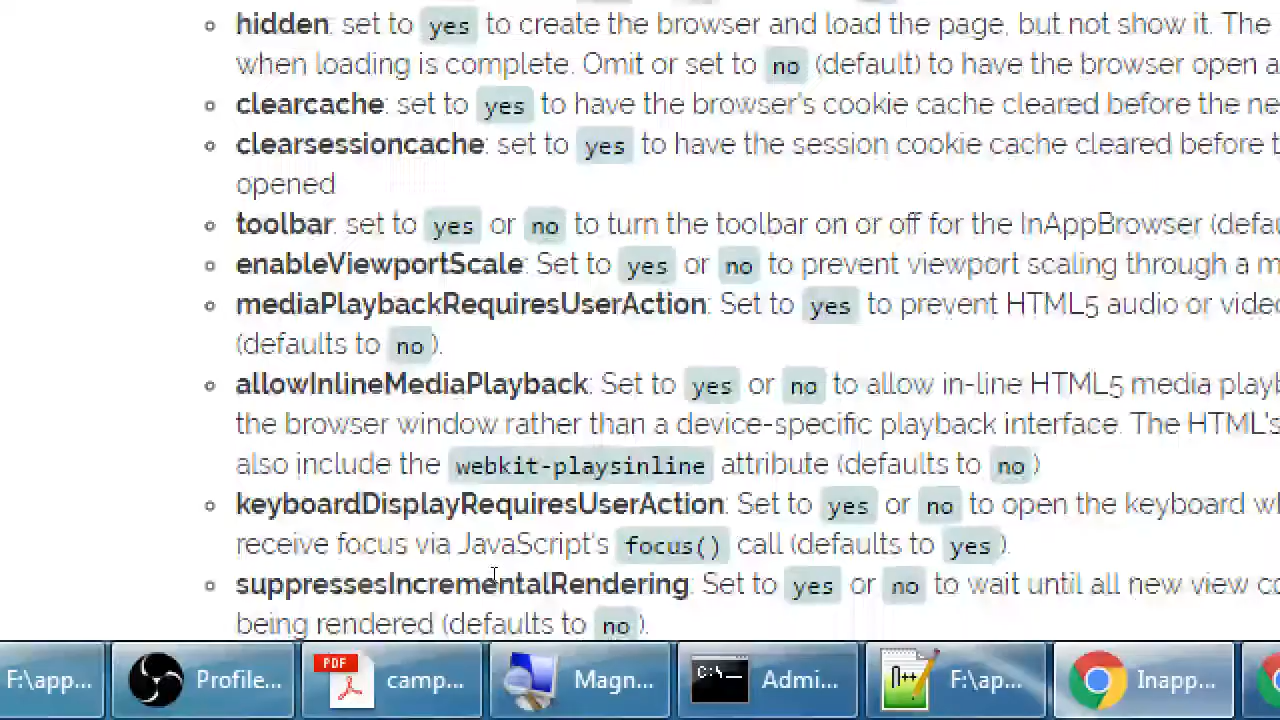 hidden: set to yes to create the browser and load the page, but not show it. The
when loading is complete. Omit or set to no (default) to have the browser open a
clearcache: set to yes to have the browser's cookie cache cleared before the ne
clearsessioncache: set to yes to have the session cookie cache cleared before t
opened
toolbar: set to yes or no to turn the toolbar on or off for the InAppBrowser (defau
enableViewportScale: Set to yes or no to prevent viewport scaling through a m
mediaPlaybackRequiresUserAction: Set to yes to prevent HTML5 audio or video
(defaults to no).
allowInlineMediaPlayback: Set to yes or no to allow in-line HTML5 media playb
the browser window rather than a device-specific playback interface. The HTML's
also include the webkit-playsinline attribute (defaults to no)
keyboardDisplayRequiresUserAction: Set to yes or no to open the keyboard wh
receive focus via JavaScript's focus() call (defaults to yes).
suppressesIncrementalRendering: Set to yes or no to wait until all new view co
being rendered (defaults to no).
F:\app... Profile... PDF camp... Magn... C:\ Admi... N++ F:\ap... Inapp...